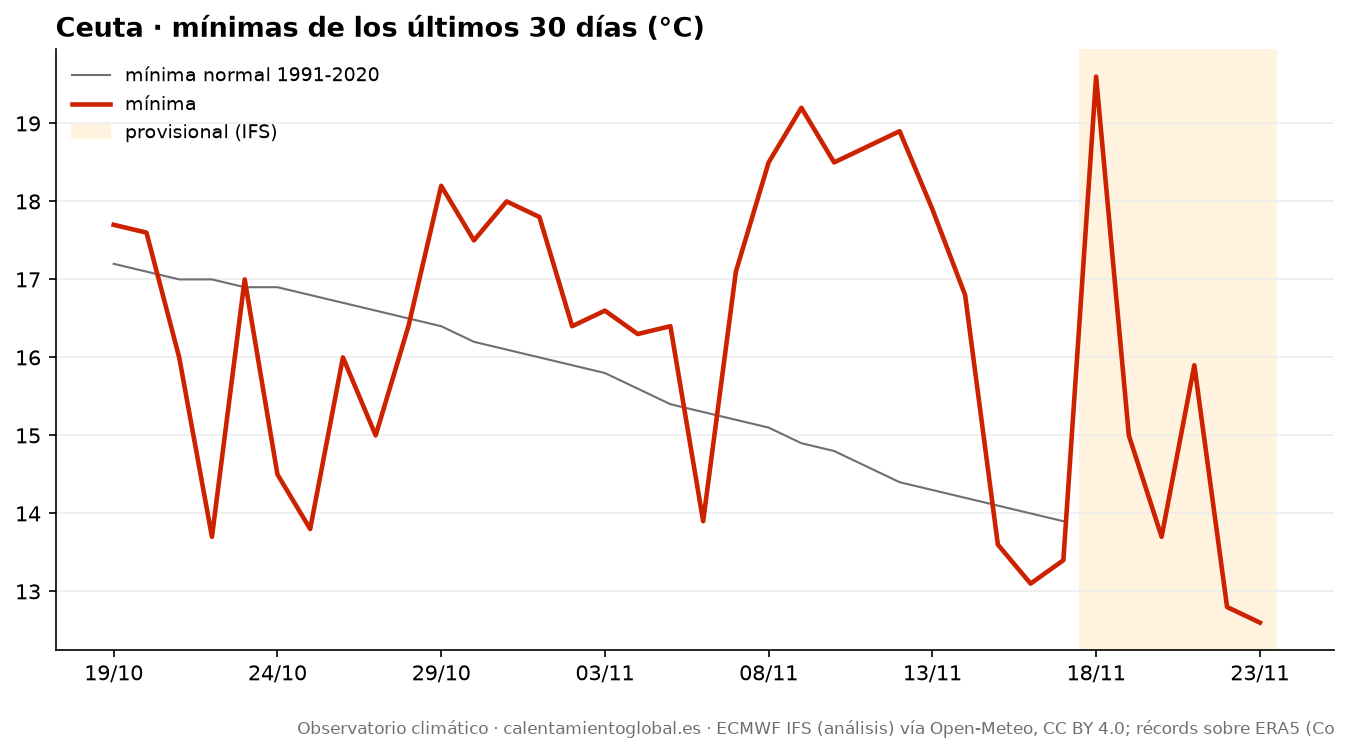 Ceuta · mínimas de los últimos 30 días (°C)
mínima normal 1991-2020
mínima
provisional (IFS)
19
18
17
16
15
14
13
19/10 24/10 29/10 03/11 08/11 13/11 18/11 23/11
Observatorio climático · calentamientoglobal.es · ECMWF IFS (análisis) vía Open-Meteo, CC BY 4.0; récords sobre ERA5 (Co